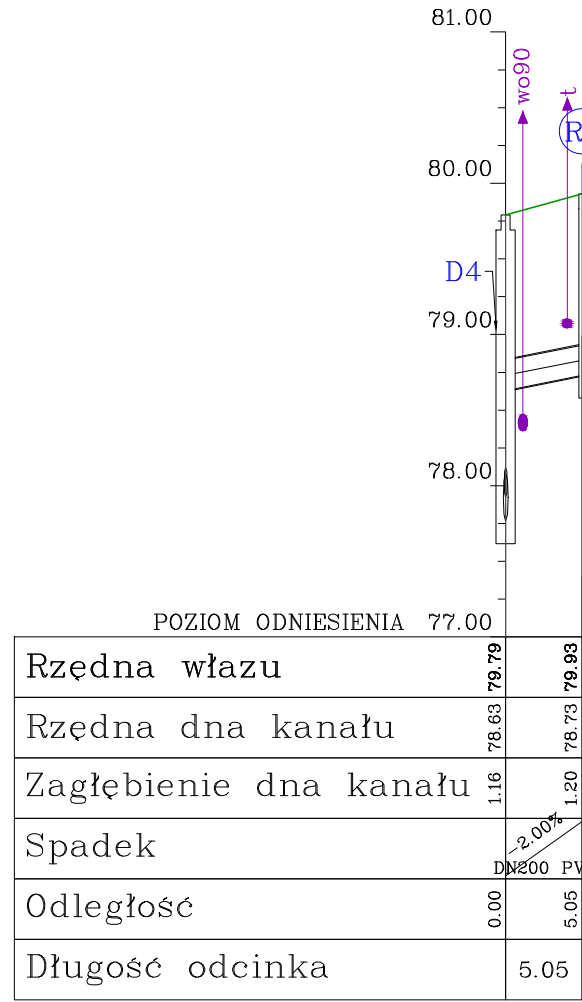 81.00
wo90
t
R
80.00
D4
79.00
78.00
POZIOM ODNIESIENIA 77.00
Rzędna włazu 79.79 79.93
Rzędna dna kanału 78.63 78.73
Zagłębienie dna kanału 1.16 1.20
Spadek -2.00%
DN200 PV
Odległość 0.00 5.05
Długość odcinka 5.05